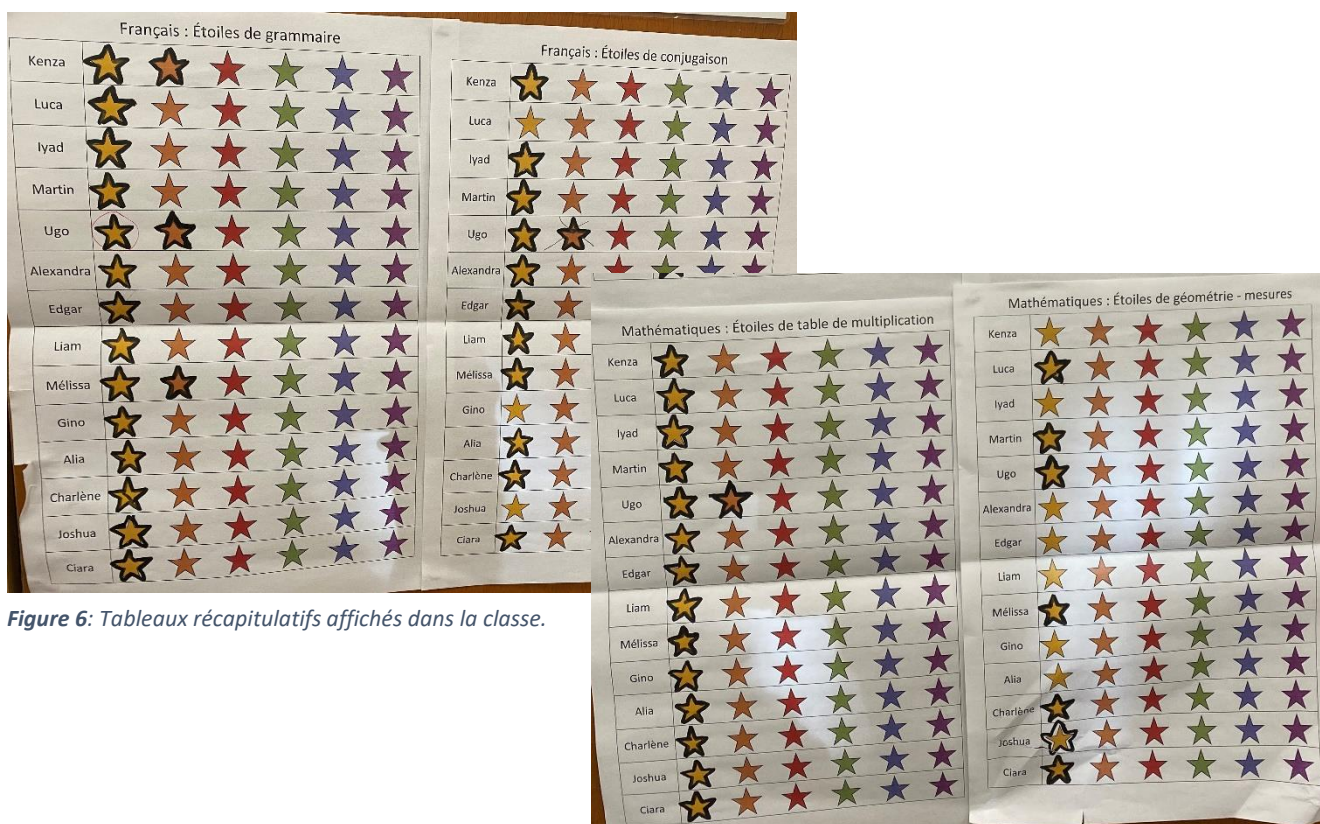 Français : Étoiles de grammaire
Kenza
Luca
Iyad
Martin
Ugo
Alexandra
Edgar
Liam
Mélissa
Gino
Alia
Charlène
Joshua
Ciara
Français : Étoiles de conjugaison
Kenza
Luca
Iyad
Martin
Ugo
Alexandra
Edgar
Liam
Mélissa
Gino
Alia
Charlène
Joshua
Ciara
Mathématiques : Étoiles de table de multiplication
Kenza
Luca
Iyad
Martin
Ugo
Alexandra
Edgar
Liam
Mélissa
Gino
Alia
Charlène
Joshua
Ciara
Mathématiques : Étoiles de géométrie - mesures
Kenza
Luca
Iyad
Martin
Ugo
Alexandra
Edgar
Liam
Mélissa
Gino
Alia
Charlène
Joshua
Ciara
Figure 6: Tableaux récapitulatifs affichés dans la classe.